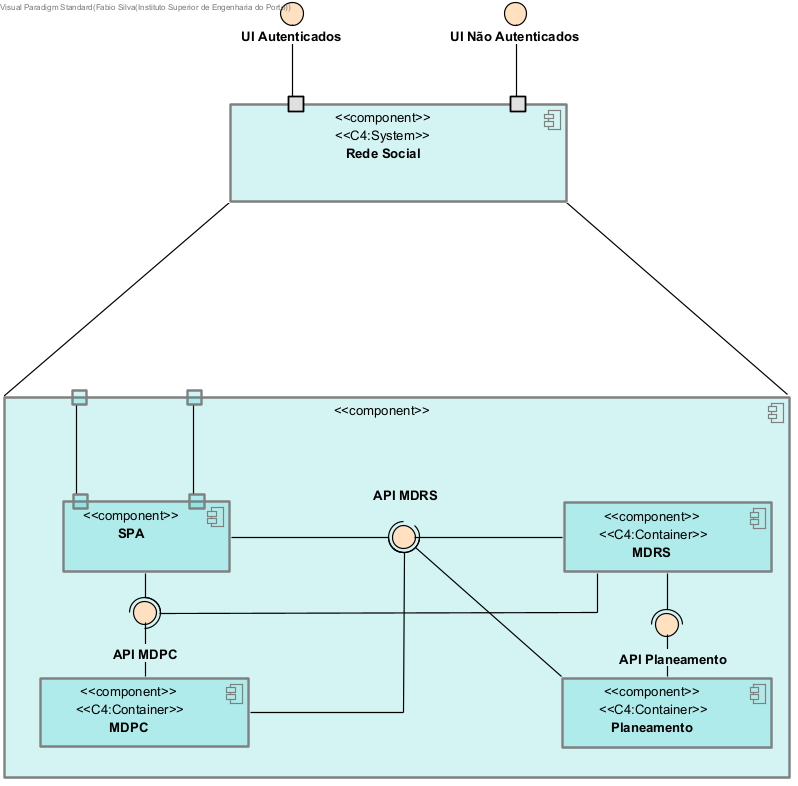 Visual Paradigm Standard(Fabio Silva(Instituto Superior de Engenharia do Porto))
UI Autenticados
UI Não Autenticados
<<component>>
<<C4:System>>
Rede Social
<<component>>
API MDRS
<<component>>
SPA
<<component>>
<<C4:Container>>
MDRS
API MDPC
API Planeamento
<<component>>
<<C4:Container>>
MDPC
<<component>>
<<C4:Container>>
Planeamento